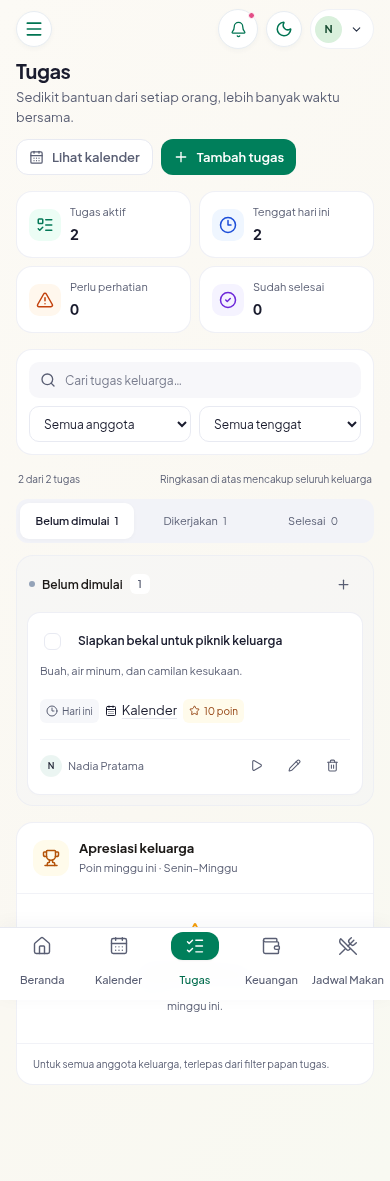 N
Tugas
Sedikit bantuan dari setiap orang, lebih banyak waktu
bersama.
Lihat kalender
Tambah tugas
Tugas aktif
2
Tenggat hari ini
2
Perlu perhatian
0
Sudah selesai
0
Cari tugas keluarga...
Semua anggota
Semua tenggat
2 dari 2 tugas
Ringkasan di atas mencakup seluruh keluarga
Belum dimulai 1
Dikerjakan 1
Selesai 0
Belum dimulai 1
Siapkan bekal untuk piknik keluarga
Buah, air minum, dan camilan kesukaan.
Hari ini
Kalender
10 poin
N
Nadia Pratama
Apresiasi keluarga
Poin minggu ini · Senin–Minggu
Beranda
Kalender
Tugas
Keuangan
Jadwal Makan
minggu ini.
Untuk semua anggota keluarga, terlepas dari filter papan tugas.